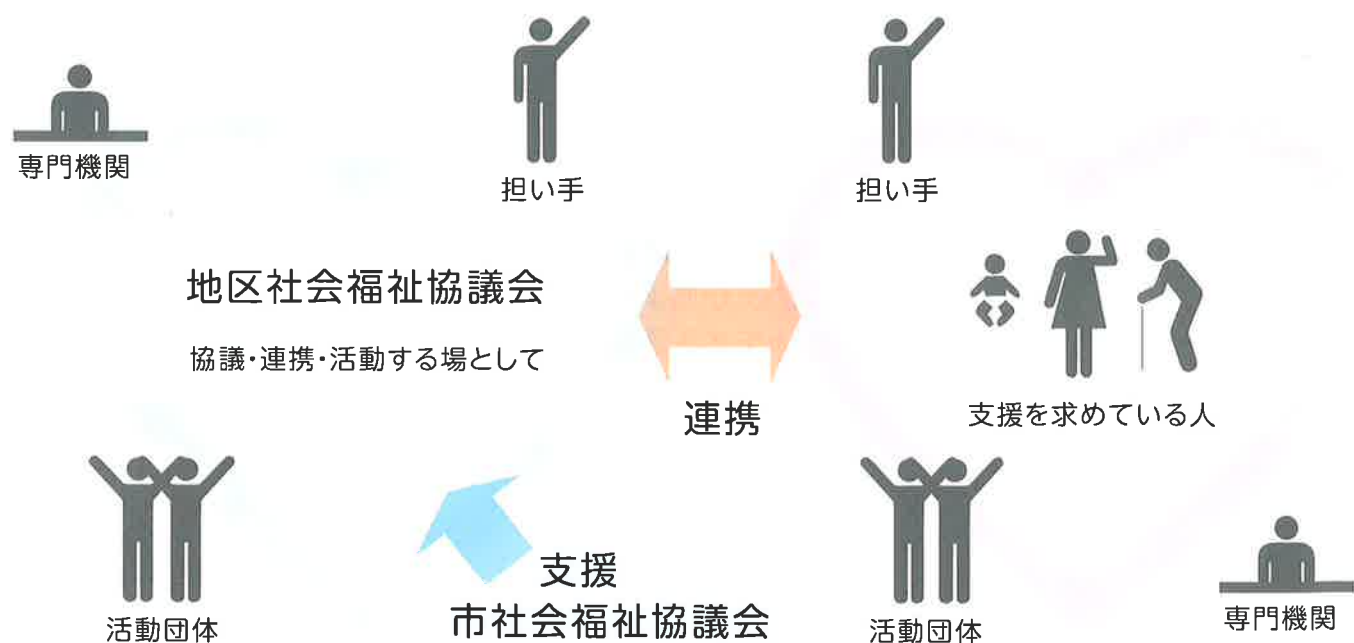 専門機関
担い手
担い手
地区社会福祉協議会
協議・連携・活動する場として
連携
支援を求めている人
支援
市社会福祉協議会
活動団体
活動団体
専門機関